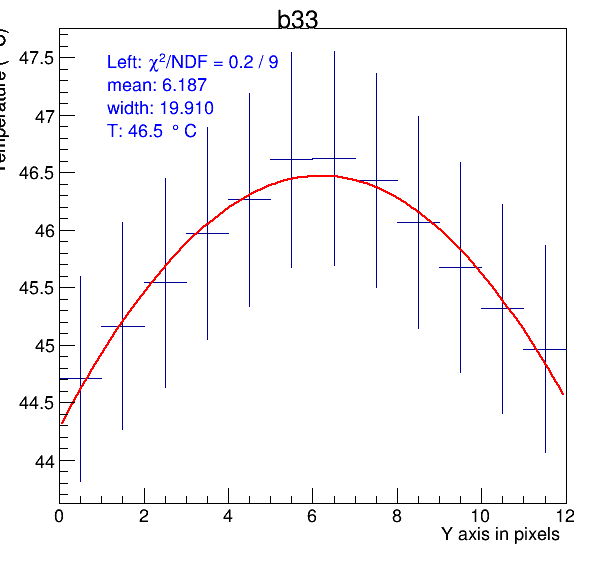 b33
Temperature (°C)
Left: χ²/NDF = 0.2 / 9
mean: 6.187
width: 19.910
T: 46.5 ° C
47.5
47
46.5
46
45.5
45
44.5
44
0 2 4 6 8 10 12
Y axis in pixels